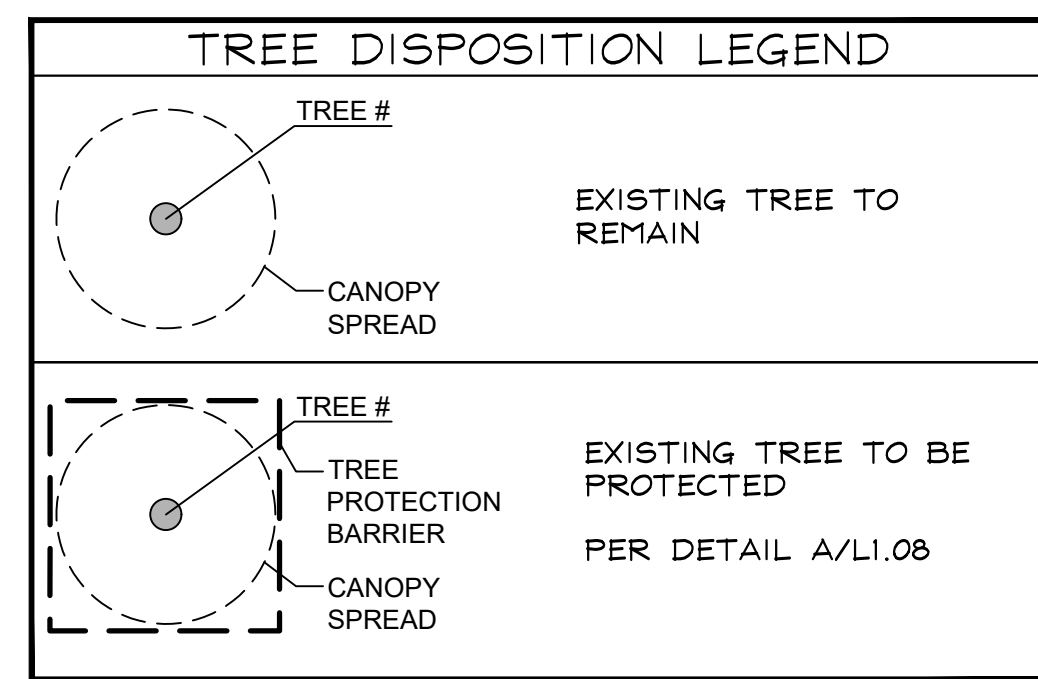 TREE DISPOSITION LEGEND
TREE #
CANOPY
SPREAD
EXISTING TREE TO
REMAIN
TREE #
TREE
PROTECTION
BARRIER
CANOPY
SPREAD
EXISTING TREE TO BE
PROTECTED
PER DETAIL A/L1.08